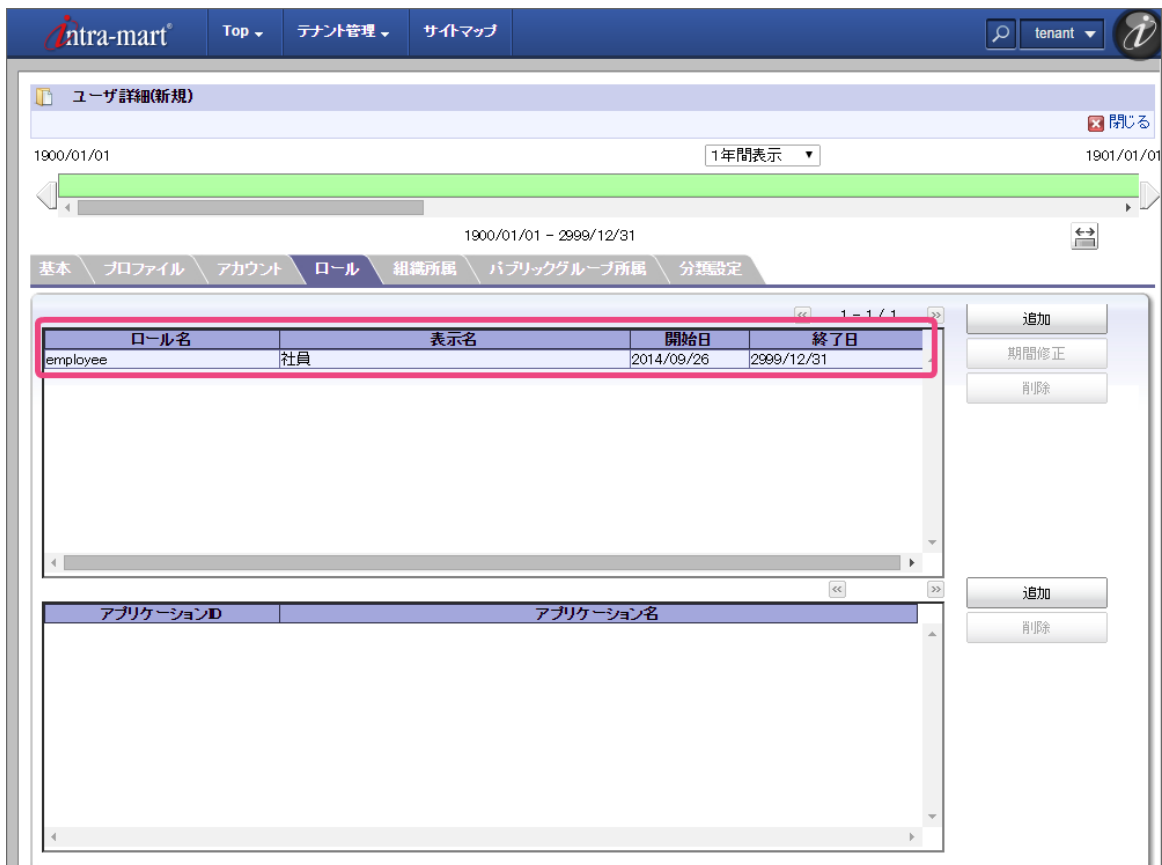 intra-mart® Top テナント管理 サイトマップ tenant
ユーザ詳細(新規)
閉じる
1900/01/01 1年間表示 1901/01/01
1900/01/01 - 2999/12/31
基本 プロファイル アカウント ロール 組織所属 パブリックグループ所属 分類設定
1 - 1 / 1 追加
ロール名 表示名 開始日 終了日
employee 社員 2014/09/26 2999/12/31 期間修正
削除
追加
アプリケーションID アプリケーション名
削除